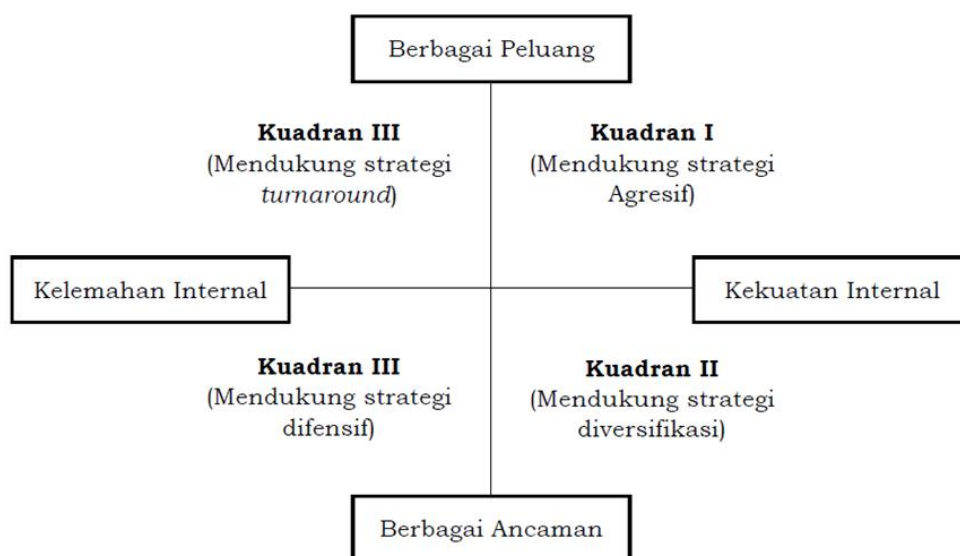 Berbagai Peluang
Kuadran III
(Mendukung strategi
turnaround)
Kuadran I
(Mendukung strategi
Agresif)
Kelemahan Internal
Kekuatan Internal
Kuadran III
(Mendukung strategi
difensif)
Kuadran II
(Mendukung strategi
diversifikasi)
Berbagai Ancaman